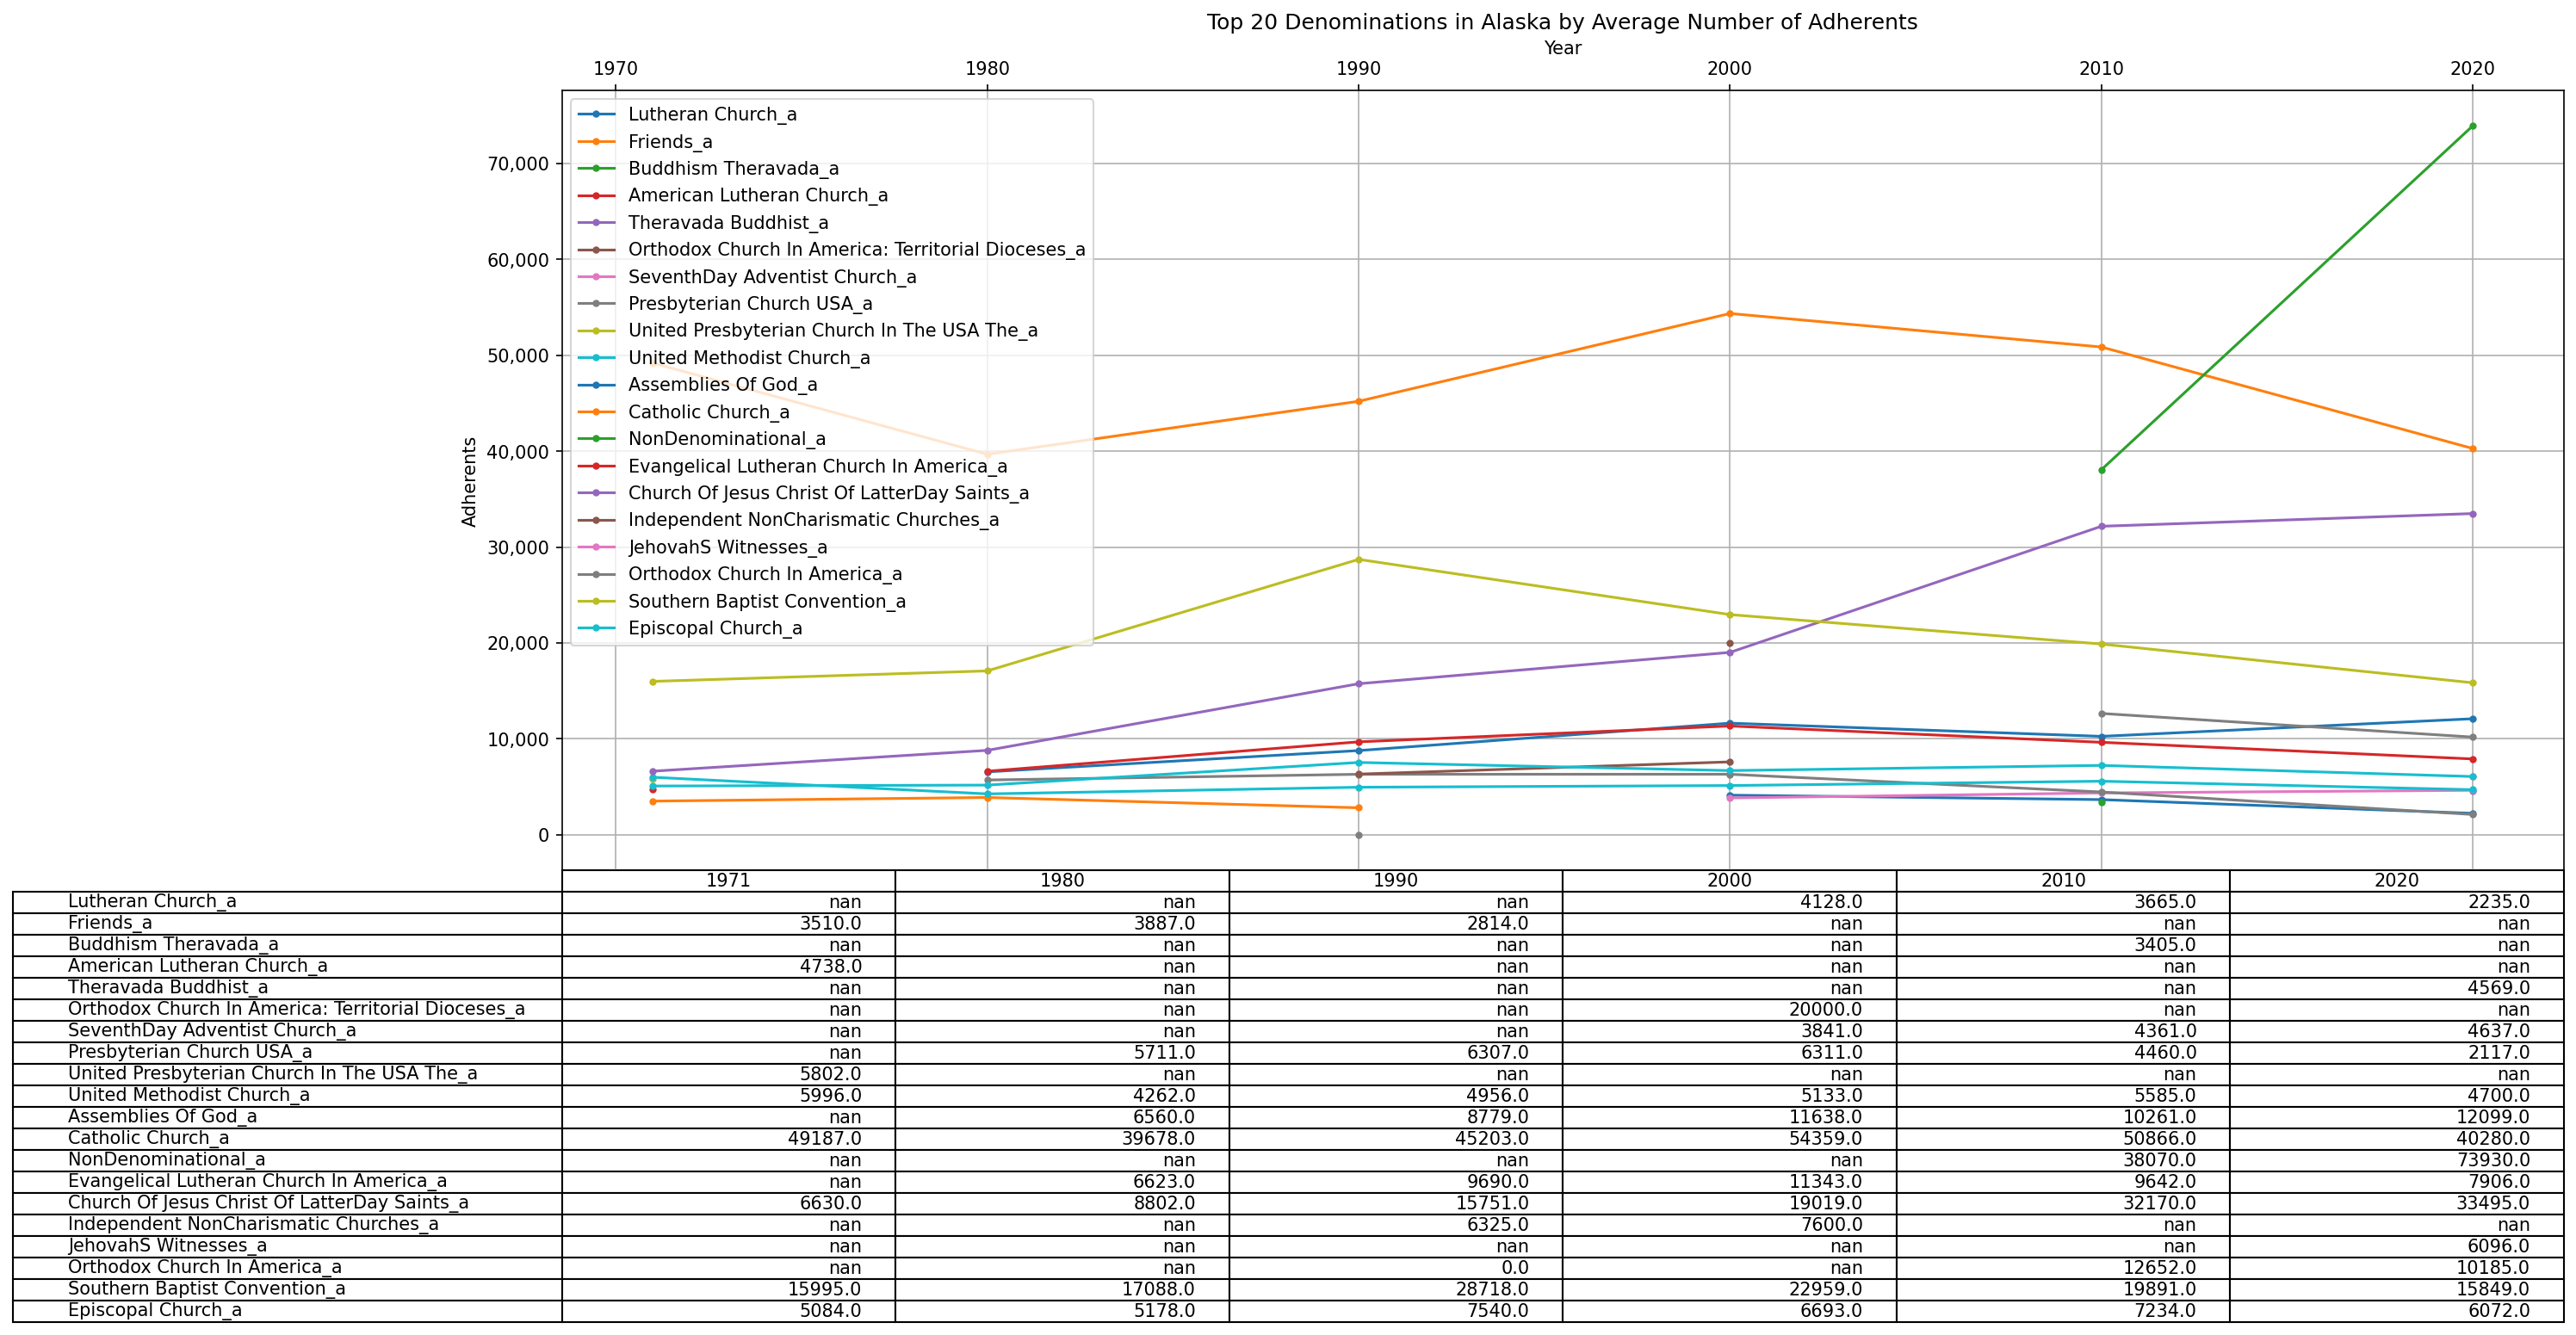 Top 20 Denominations in Alaska by Average Number of Adherents
Year
1970 1980 1990 2000 2010 2020
Lutheran Church_a
Friends_a
Buddhism Theravada_a
American Lutheran Church_a
Theravada Buddhist_a
Orthodox Church In America: Territorial Dioceses_a
SeventhDay Adventist Church_a
Presbyterian Church USA_a
United Presbyterian Church In The USA The_a
United Methodist Church_a
Assemblies Of God_a
Catholic Church_a
NonDenominational_a
Evangelical Lutheran Church In America_a
Church Of Jesus Christ Of LatterDay Saints_a
Independent NonCharismatic Churches_a
JehovahS Witnesses_a
Orthodox Church In America_a
Southern Baptist Convention_a
Episcopal Church_a
70,000
60,000
50,000
40,000
30,000
20,000
10,000
0
Adherents
1971 1980 1990 2000 2010 2020
Lutheran Church_a nan nan nan 4128.0 3665.0 2235.0
Friends_a 3510.0 3887.0 2814.0 nan nan nan
Buddhism Theravada_a nan nan nan nan 3405.0 nan
American Lutheran Church_a 4738.0 nan nan nan nan nan
Theravada Buddhist_a nan nan nan nan nan 4569.0
Orthodox Church In America: Territorial Dioceses_a nan nan nan 20000.0 nan nan
SeventhDay Adventist Church_a nan nan nan 3841.0 4361.0 4637.0
Presbyterian Church USA_a nan 5711.0 6307.0 6311.0 4460.0 2117.0
United Presbyterian Church In The USA The_a 5802.0 nan nan nan nan nan
United Methodist Church_a 5996.0 4262.0 4956.0 5133.0 5585.0 4700.0
Assemblies Of God_a nan 6560.0 8779.0 11638.0 10261.0 12099.0
Catholic Church_a 49187.0 39678.0 45203.0 54359.0 50866.0 40280.0
NonDenominational_a nan nan nan nan 38070.0 73930.0
Evangelical Lutheran Church In America_a nan 6623.0 9690.0 11343.0 9642.0 7906.0
Church Of Jesus Christ Of LatterDay Saints_a 6630.0 8802.0 15751.0 19019.0 32170.0 33495.0
Independent NonCharismatic Churches_a nan nan 6325.0 7600.0 nan nan
JehovahS Witnesses_a nan nan nan nan nan 6096.0
Orthodox Church In America_a nan nan 0.0 nan 12652.0 10185.0
Southern Baptist Convention_a 15995.0 17088.0 28718.0 22959.0 19891.0 15849.0
Episcopal Church_a 5084.0 5178.0 7540.0 6693.0 7234.0 6072.0